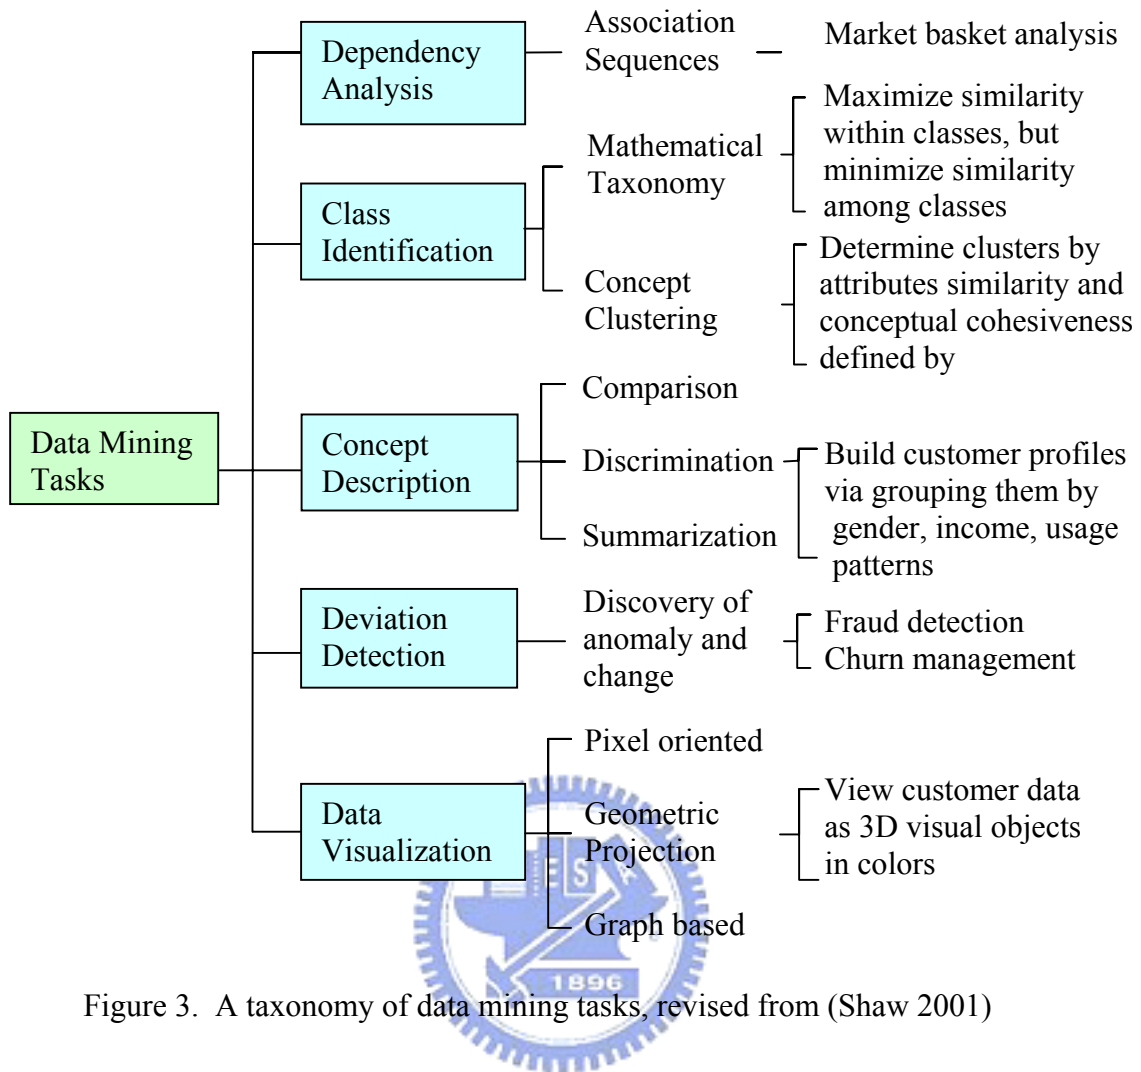 Dependency
Analysis
Association
Sequences
Market basket analysis
Class
Identification
Mathematical
Taxonomy
Maximize similarity
within classes, but
minimize similarity
among classes
Concept
Clustering
Determine clusters by
attributes similarity and
conceptual cohesiveness
defined by
Data Mining
Tasks
Concept
Description
Comparison
Discrimination
Summarization
Build customer profiles
via grouping them by
gender, income, usage
patterns
Deviation
Detection
Discovery of
anomaly and
change
Fraud detection
Churn management
Data
Visualization
Pixel oriented
Geometric
Projection
Graph based
View customer data
as 3D visual objects
in colors
ES
1896
Figure 3. A taxonomy of data mining tasks, revised from (Shaw 2001)